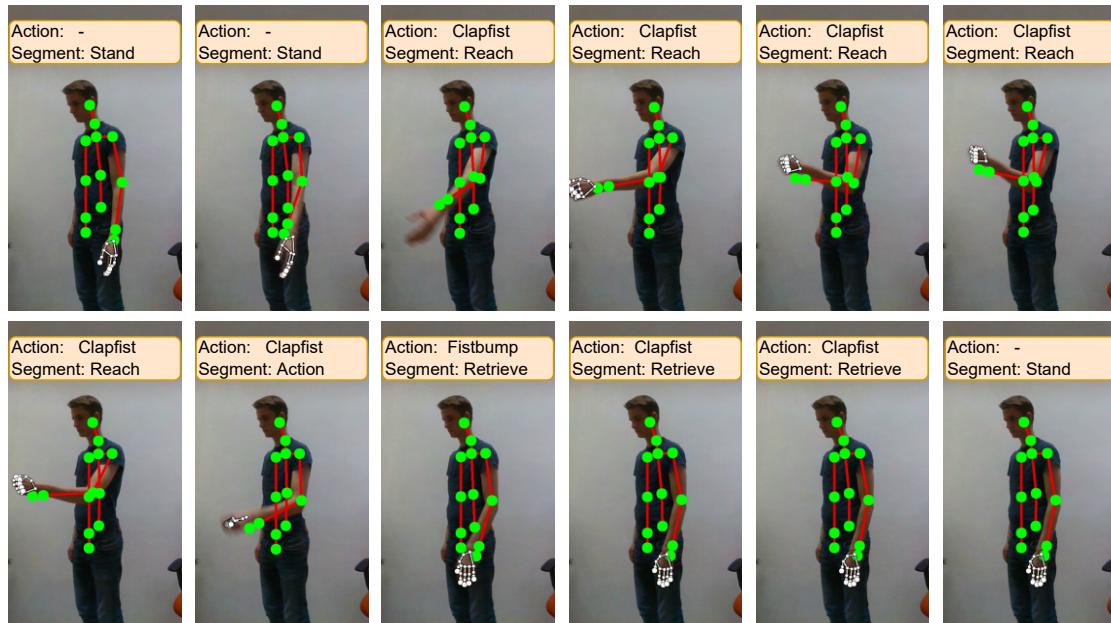 Action: -
Segment: Stand
Action: -
Segment: Stand
Action: Clapfist
Segment: Reach
Action: Clapfist
Segment: Reach
Action: Clapfist
Segment: Reach
Action: Clapfist
Segment: Reach
Action: Clapfist
Segment: Reach
Action: Clapfist
Segment: Action
Action: Fistbump
Segment: Retrieve
Action: Clapfist
Segment: Retrieve
Action: Clapfist
Segment: Retrieve
Action: -
Segment: Stand